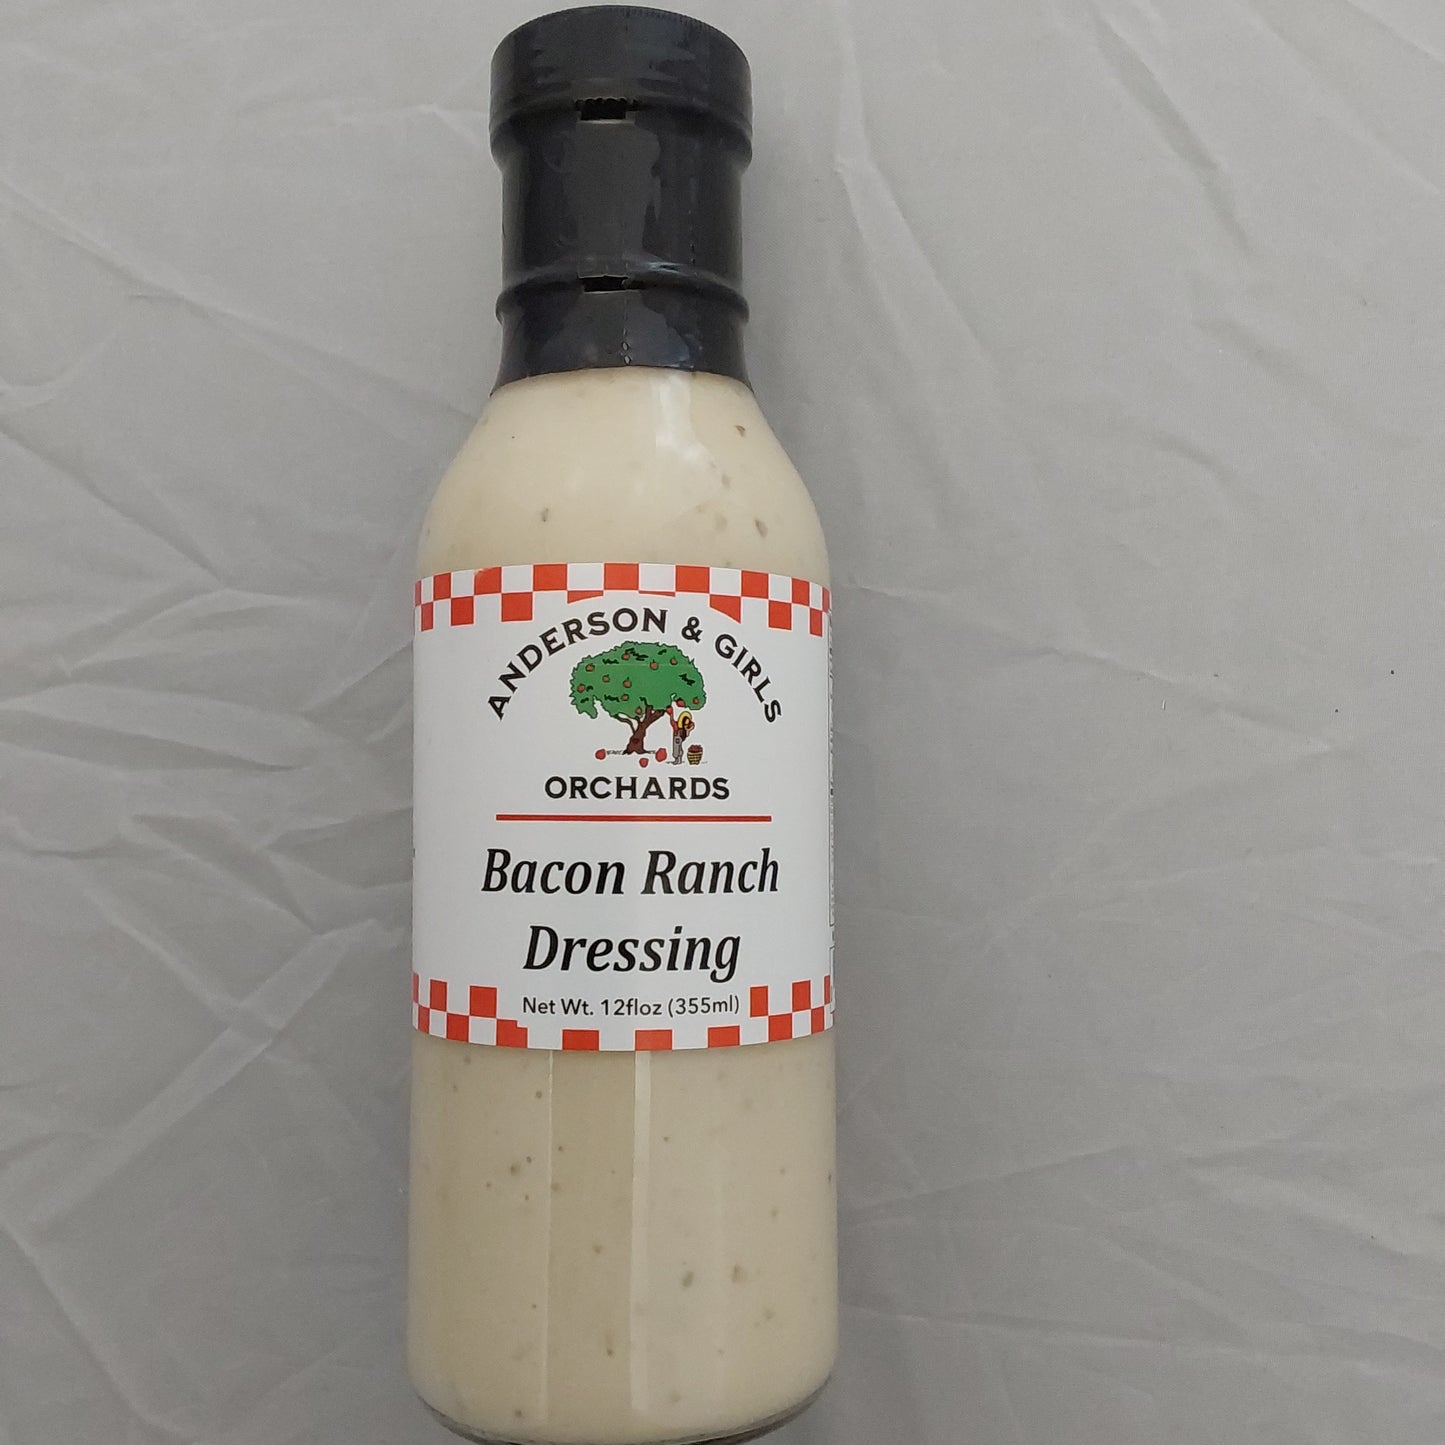 ANDERSON & GIRLS
ORCHARDS
Bacon Ranch
Dressing
Net Wt. 12floz (355ml)